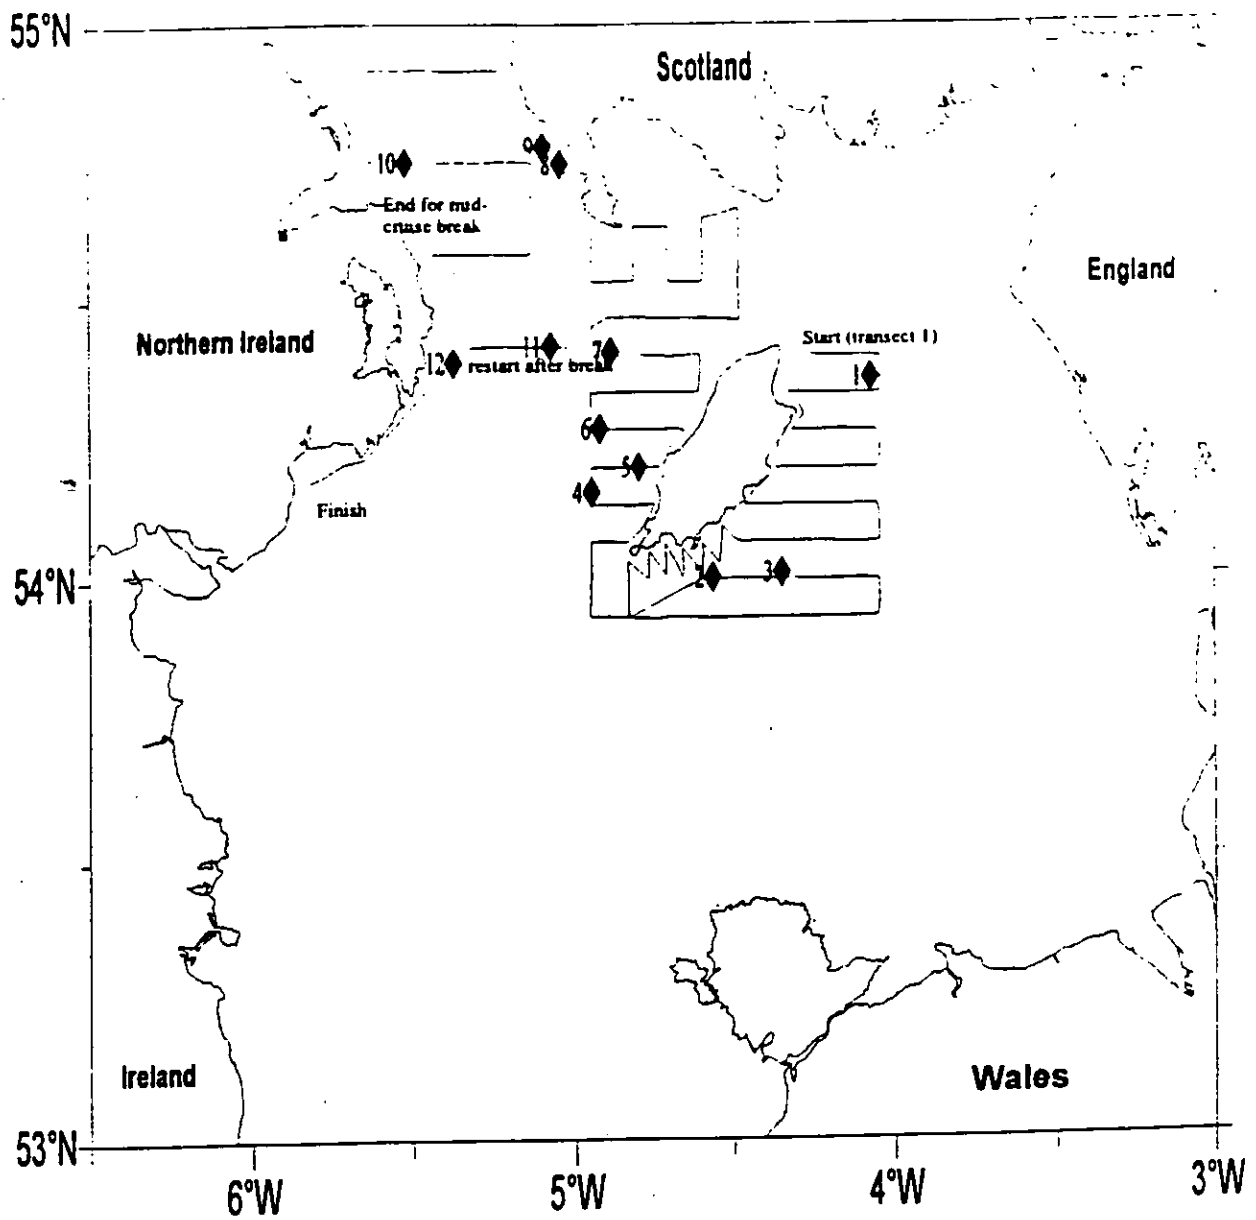 55°N
Scotland
9
8
10
End for mid-
cruise break
England
Northern Ireland
Start (transect 1)
11
7
12
restart after break
1
6
5
4
Finish
2
3
54°N
Ireland
Wales
53°N
6°W
5°W
4°W
3°W